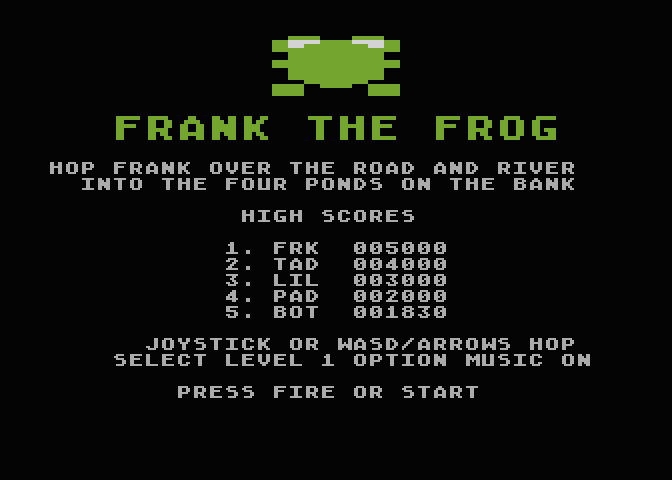 FRANK THE FROG
HOP FRANK OVER THE ROAD AND RIVER
INTO THE FOUR PONDS ON THE BANK
HIGH SCORES
1. FRK 005000
2. TAD 004000
3. LIL 003000
4. PAD 002000
5. BOT 001830
JOYSTICK OR WASD/ARROWS HOP
SELECT LEVEL 1 OPTION MUSIC ON
PRESS FIRE OR START